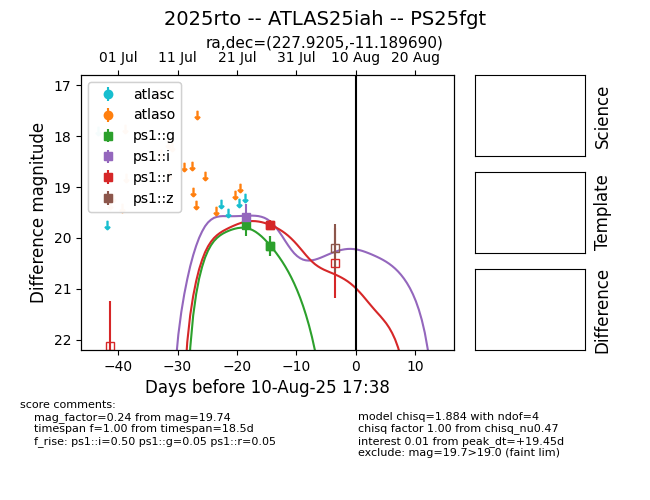 2025rto -- ATLAS25iah -- PS25fgt
ra,dec=(227.9205,-11.189690)
01 Jul 11 Jul 21 Jul 31 Jul 10 Aug 20 Aug
17
18
19
20
21
22
Difference magnitude
atlasc
atlaso
ps1::g
ps1::i
ps1::r
ps1::z
−40 −30 −20 −10 0 10
Days before 10-Aug-25 17:38
Science
Template
Difference
score comments:
mag_factor=0.24 from mag=19.74
timespan f=1.00 from timespan=18.5d
f_rise: ps1::i=0.50 ps1::g=0.05 ps1::r=0.05
model chisq=1.884 with ndof=4
chisq factor 1.00 from chisq_nu0.47
interest 0.01 from peak_dt=+19.45d
exclude: mag=19.7>19.0 (faint lim)